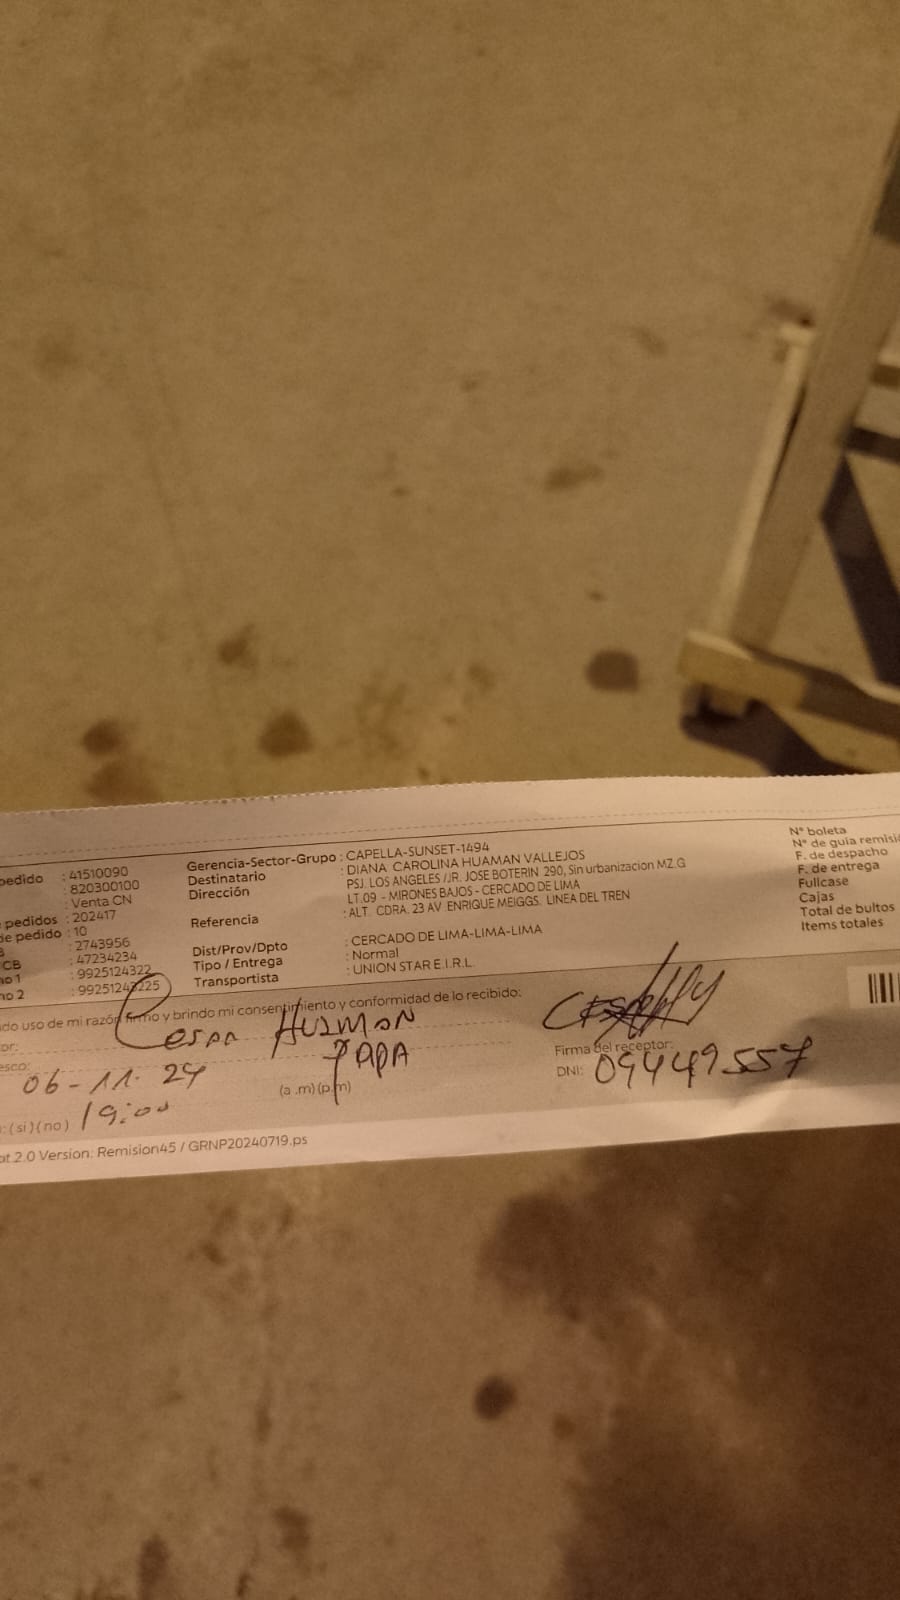 pedido : 41510090
: 820300100
: Venta CN
pedidos : 202417
de pedido : 10
: 2743956
CB : 47234234
no 1 : 9925124322
no 2 : 99251243225
Gerencia-Sector-Grupo : CAPELLA-SUNSET-1494
Destinatario : DIANA CAROLINA HUAMAN VALLEJOS
Dirección : PSJ. LOS ANGELES /JR. JOSE BOTERIN 290, Sin urbanizacion MZ.G
LT.09 - MIRONES BAJOS - CERCADO DE LIMA
Referencia : ALT. CDRA. 23 AV ENRIQUE MEIGGS. LINEA DEL TREN
Dist/Prov/Dpto : CERCADO DE LIMA-LIMA-LIMA
Tipo / Entrega : Normal
Transportista : UNION STAR E.I.R.L.
N° boleta
N° de guía remisi
F. de despacho
F. de entrega
Fullcase
Cajas
Total de bultos
Items totales
do uso de mi razón firmo y brindo mi consentimiento y conformidad de lo recibido:
or: Cesar HUAMAN
esco: PAPA
06-11-24
(a .m) (p.m)
: (si) (no) 19:00
Firma del receptor:
DNI: 09449557
at 2.0 Version: Remision45 / GRNP20240719.ps